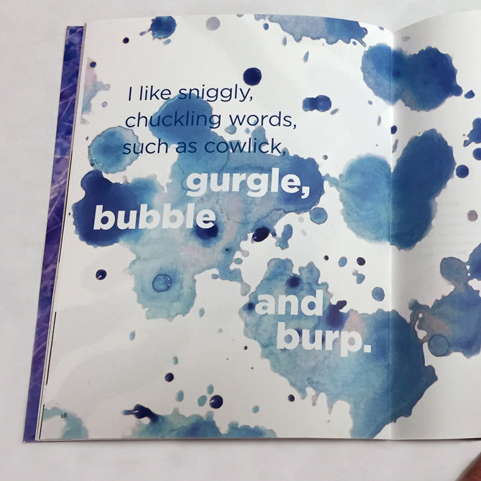 I like sniggly,
chuckling words,
such as cowlick,
gurgle,
bubble
and
burp.